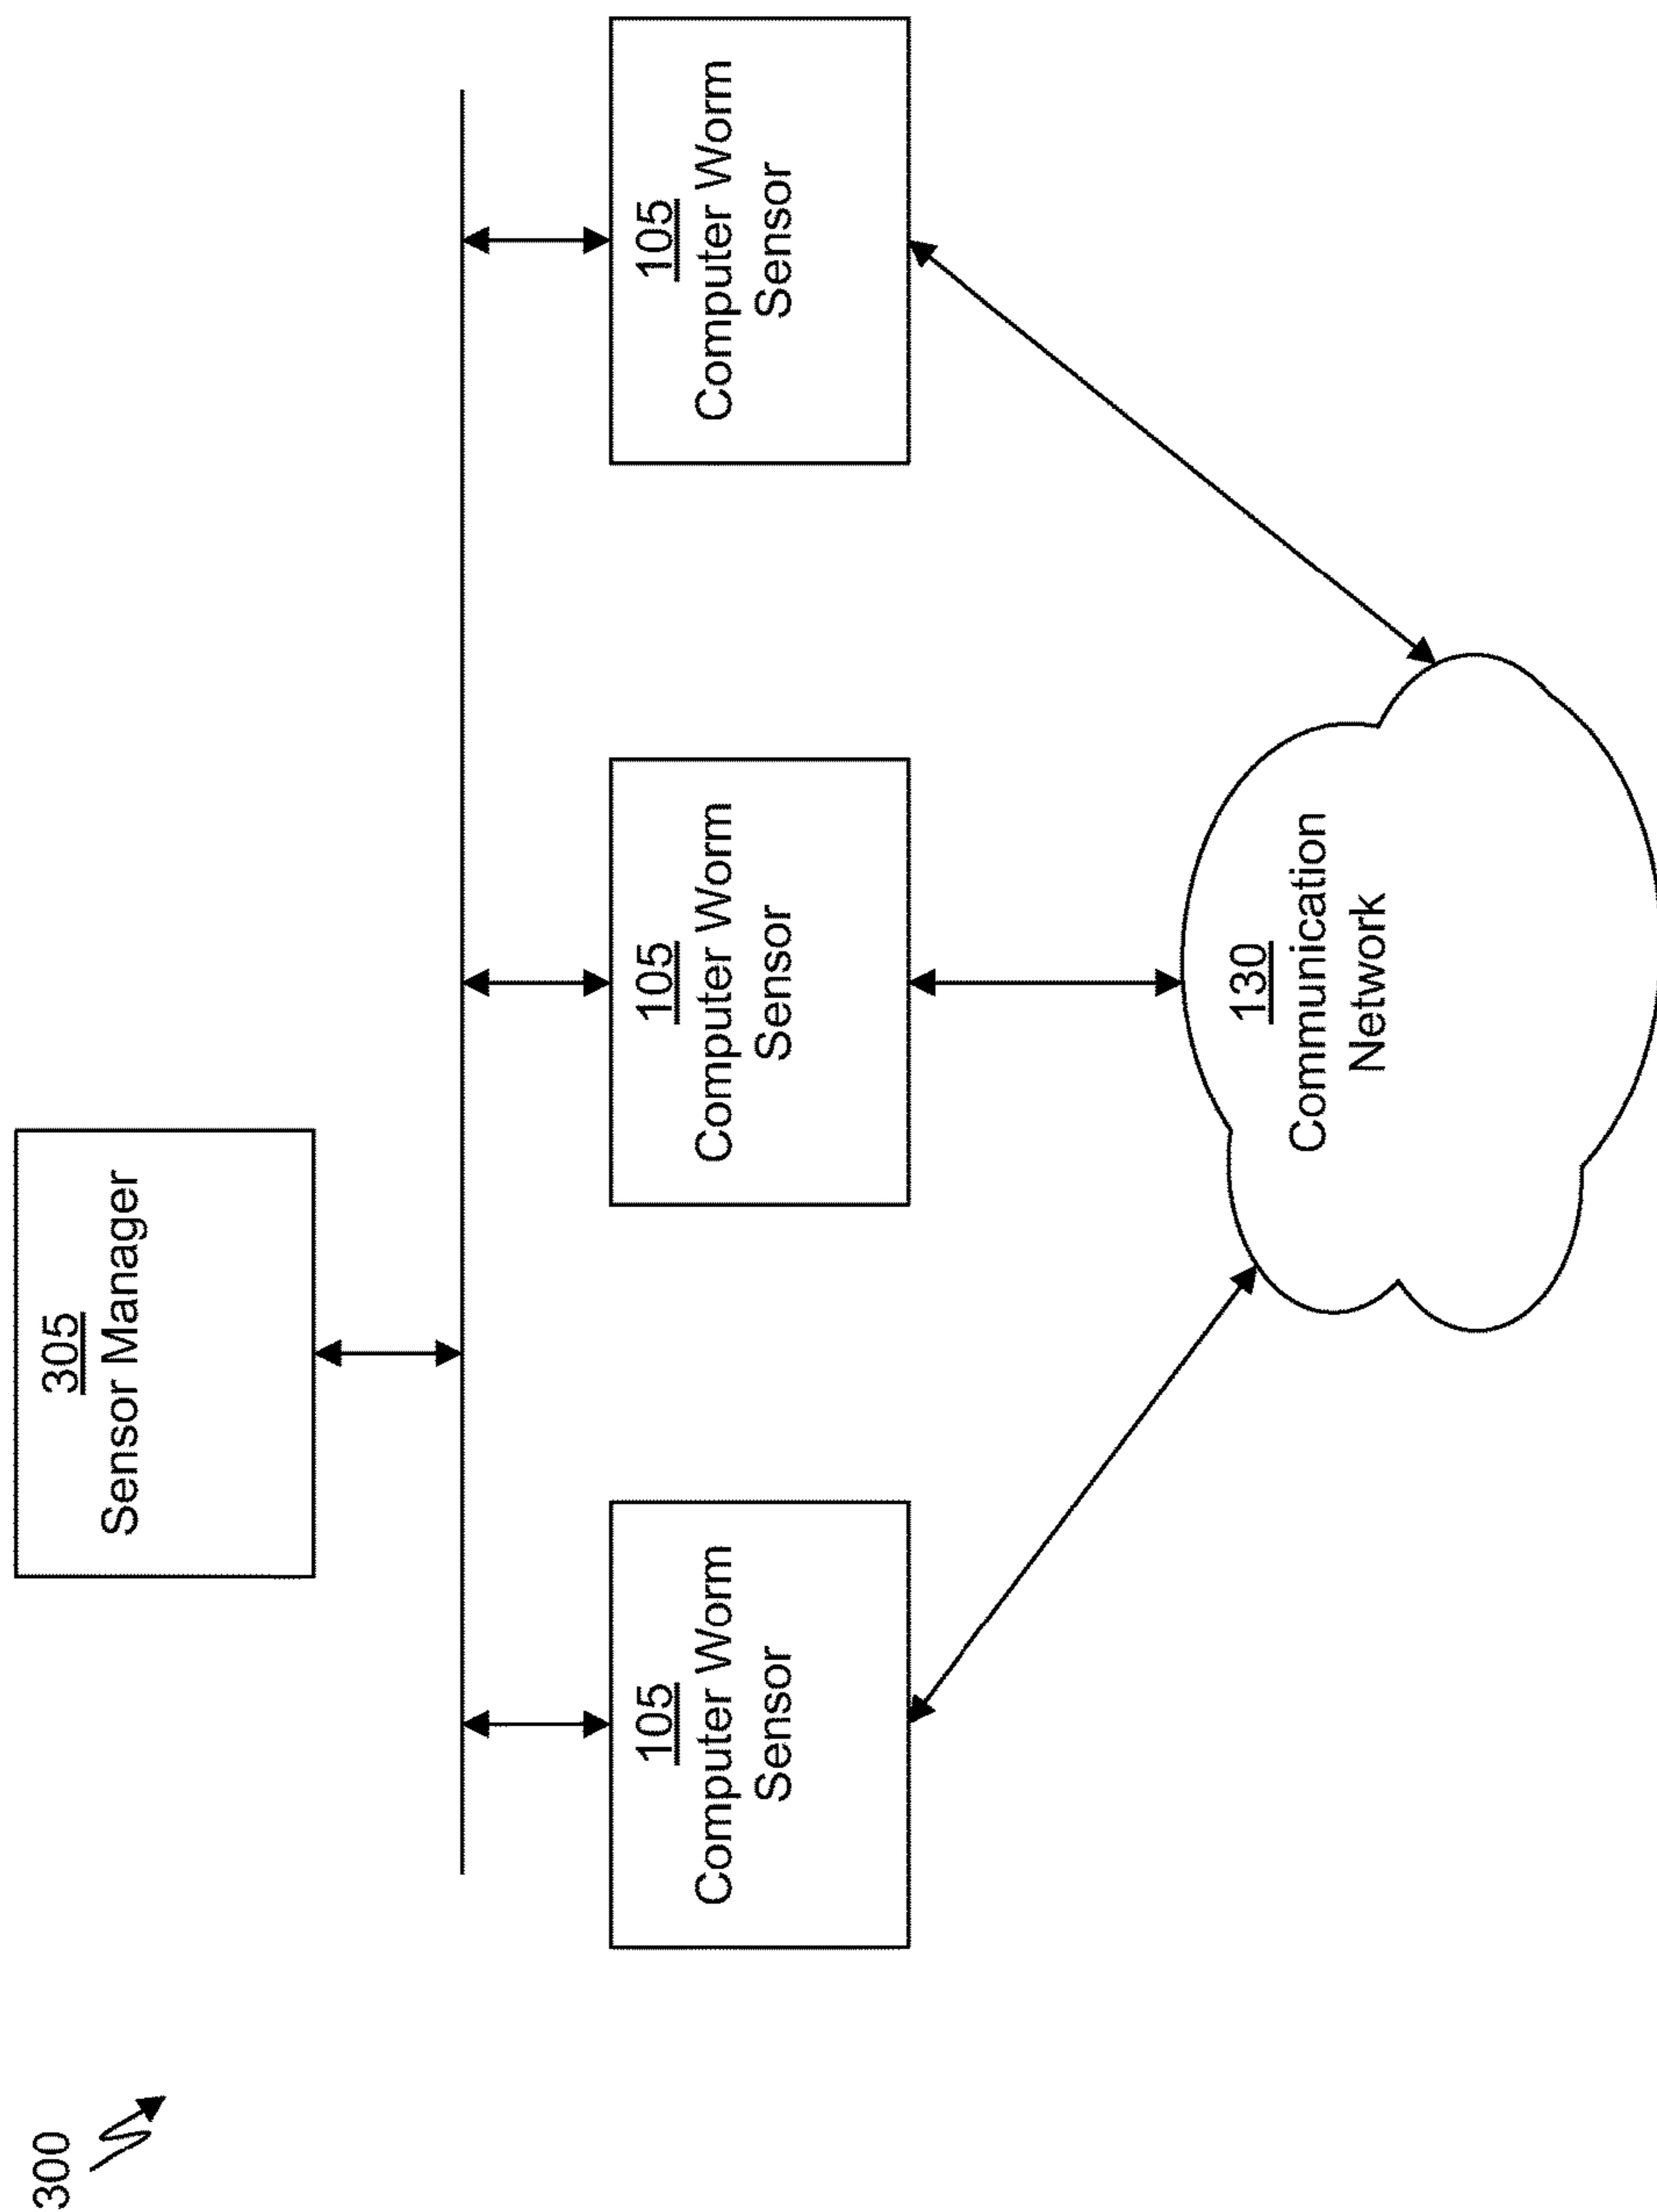 300
305
Sensor Manager
105
Computer Worm
Sensor
105
Computer Worm
Sensor
105
Computer Worm
Sensor
130
Communication
Network